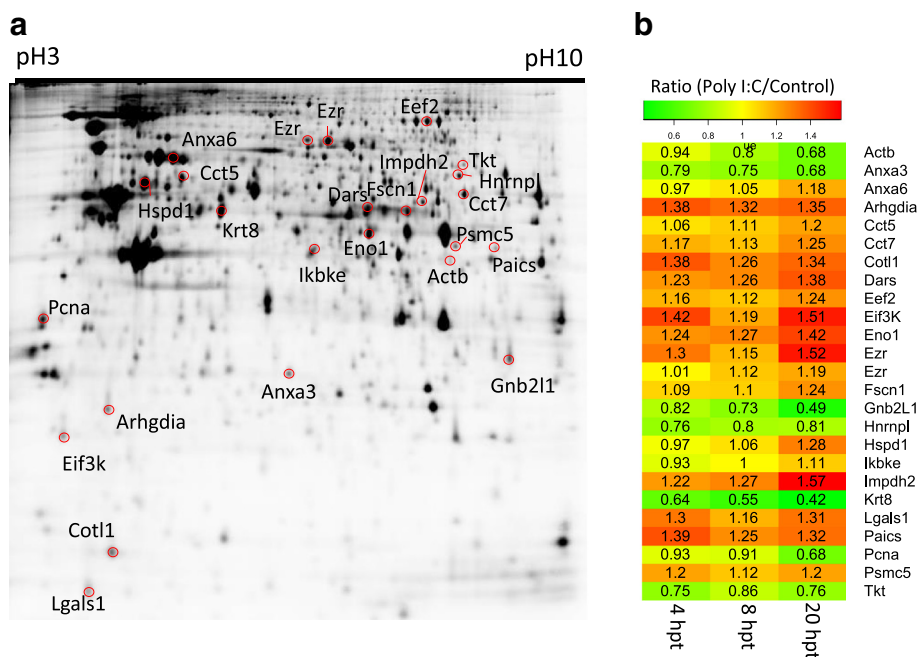 a
pH3 pH10
Eef2
Ezr Ezr
Anxa6 Impdh2 Tkt
Cct5 Hnrnpl
Hspd1 Dars Fscn1 Cct7
Krt8
Eno1 Psmc5
Ikbke Actb Paics
Pcna
Anxa3 Gnb2l1
Arhgdia
Eif3k
Cotl1
Lgals1
b
Ratio (Poly I:C/Control)
0.6 0.8 1 1.2 1.4
ue
0.94 0.8 0.68 Actb
0.79 0.75 0.68 Anxa3
0.97 1.05 1.18 Anxa6
1.38 1.32 1.35 Arhgdia
1.06 1.11 1.2 Cct5
1.17 1.13 1.25 Cct7
1.38 1.26 1.34 Cotl1
1.23 1.26 1.38 Dars
1.16 1.12 1.24 Eef2
1.42 1.19 1.51 Eif3K
1.24 1.27 1.42 Eno1
1.3 1.15 1.52 Ezr
1.01 1.12 1.19 Ezr
1.09 1.1 1.24 Fscn1
0.82 0.73 0.49 Gnb2L1
0.76 0.8 0.81 Hnrnpl
0.97 1.06 1.28 Hspd1
0.93 1 1.11 Ikbke
1.22 1.27 1.57 Impdh2
0.64 0.55 0.42 Krt8
1.3 1.16 1.31 Lgals1
1.39 1.25 1.32 Paics
0.93 0.91 0.68 Pcna
1.2 1.12 1.2 Psmc5
0.75 0.86 0.76 Tkt
4 hpt 8 hpt 20 hpt